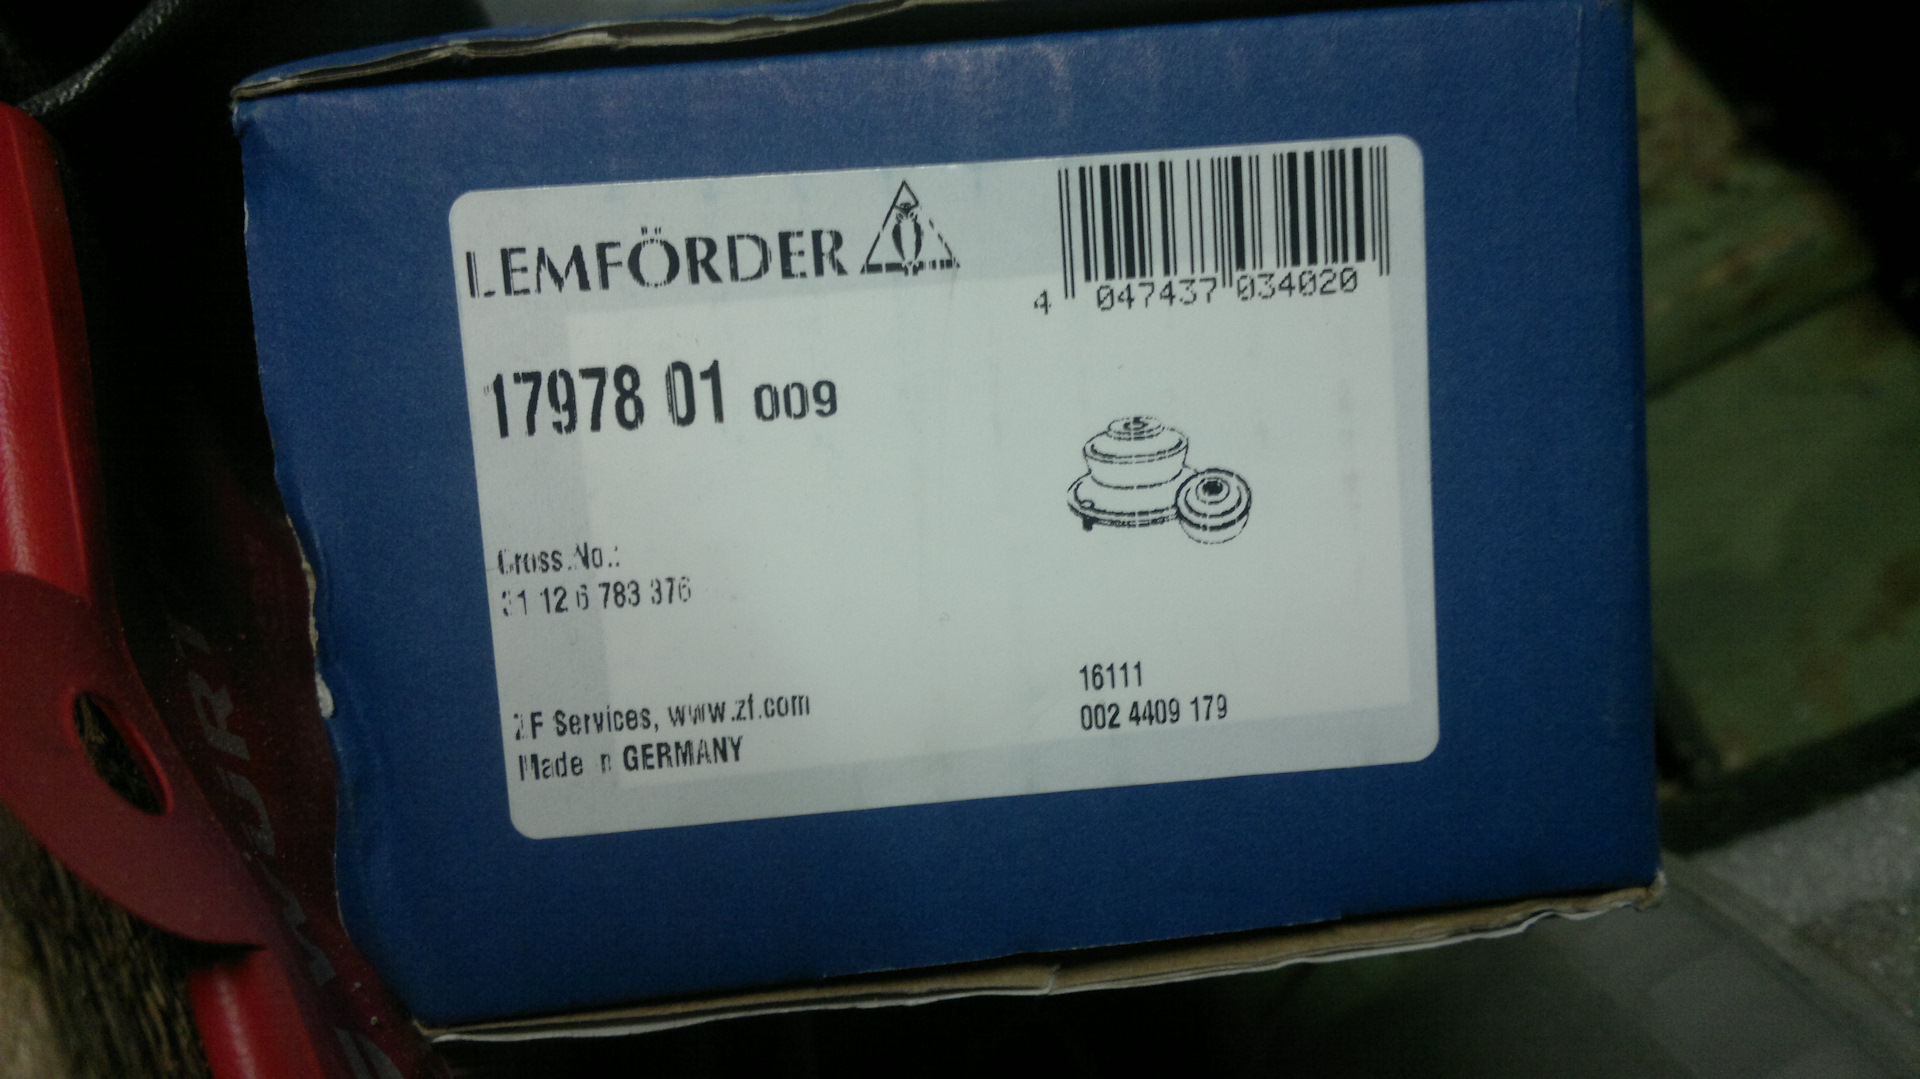 LEMFÖRDER
4 047437 034020
17978 01 009
Cross.No.:
31 12 6 783 376
16111
002 4409 179
ZF Services, www.zf.com
Made in GERMANY